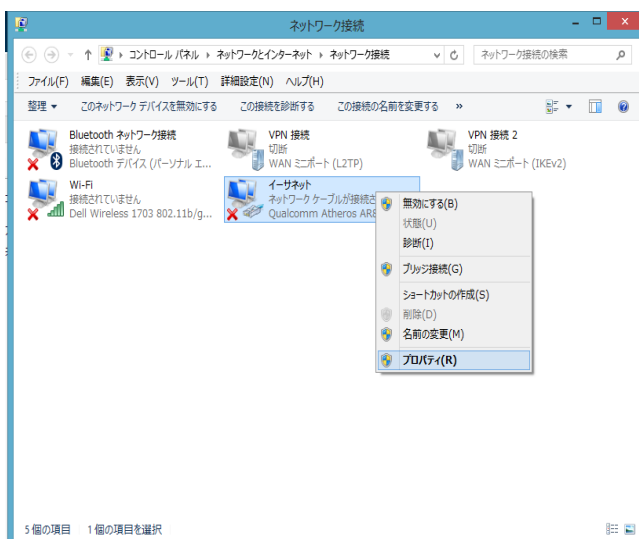 ネットワーク接続
コントロール パネル ネットワークとインターネット ネットワーク接続
ネットワーク接続の検索
ファイル(F) 編集(E) 表示(V) ツール(T) 詳細設定(N) ヘルプ(H)
整理 このネットワーク デバイスを無効にする この接続を診断する この接続の名前を変更する »
Bluetooth ネットワーク接続
接続されていません
Bluetooth デバイス (パーソナル エ...
VPN 接続
切断
WAN ミニポート (L2TP)
VPN 接続 2
切断
WAN ミニポート (IKEv2)
Wi-Fi
接続されていません
Dell Wireless 1703 802.11b/g...
イーサネット
ネットワーク ケーブルが接続さ
Qualcomm Atheros AR8
無効にする(B)
状態(U)
診断(I)
ブリッジ接続(G)
ショートカットの作成(S)
削除(D)
名前の変更(M)
プロパティ(R)
5 個の項目 1 個の項目を選択